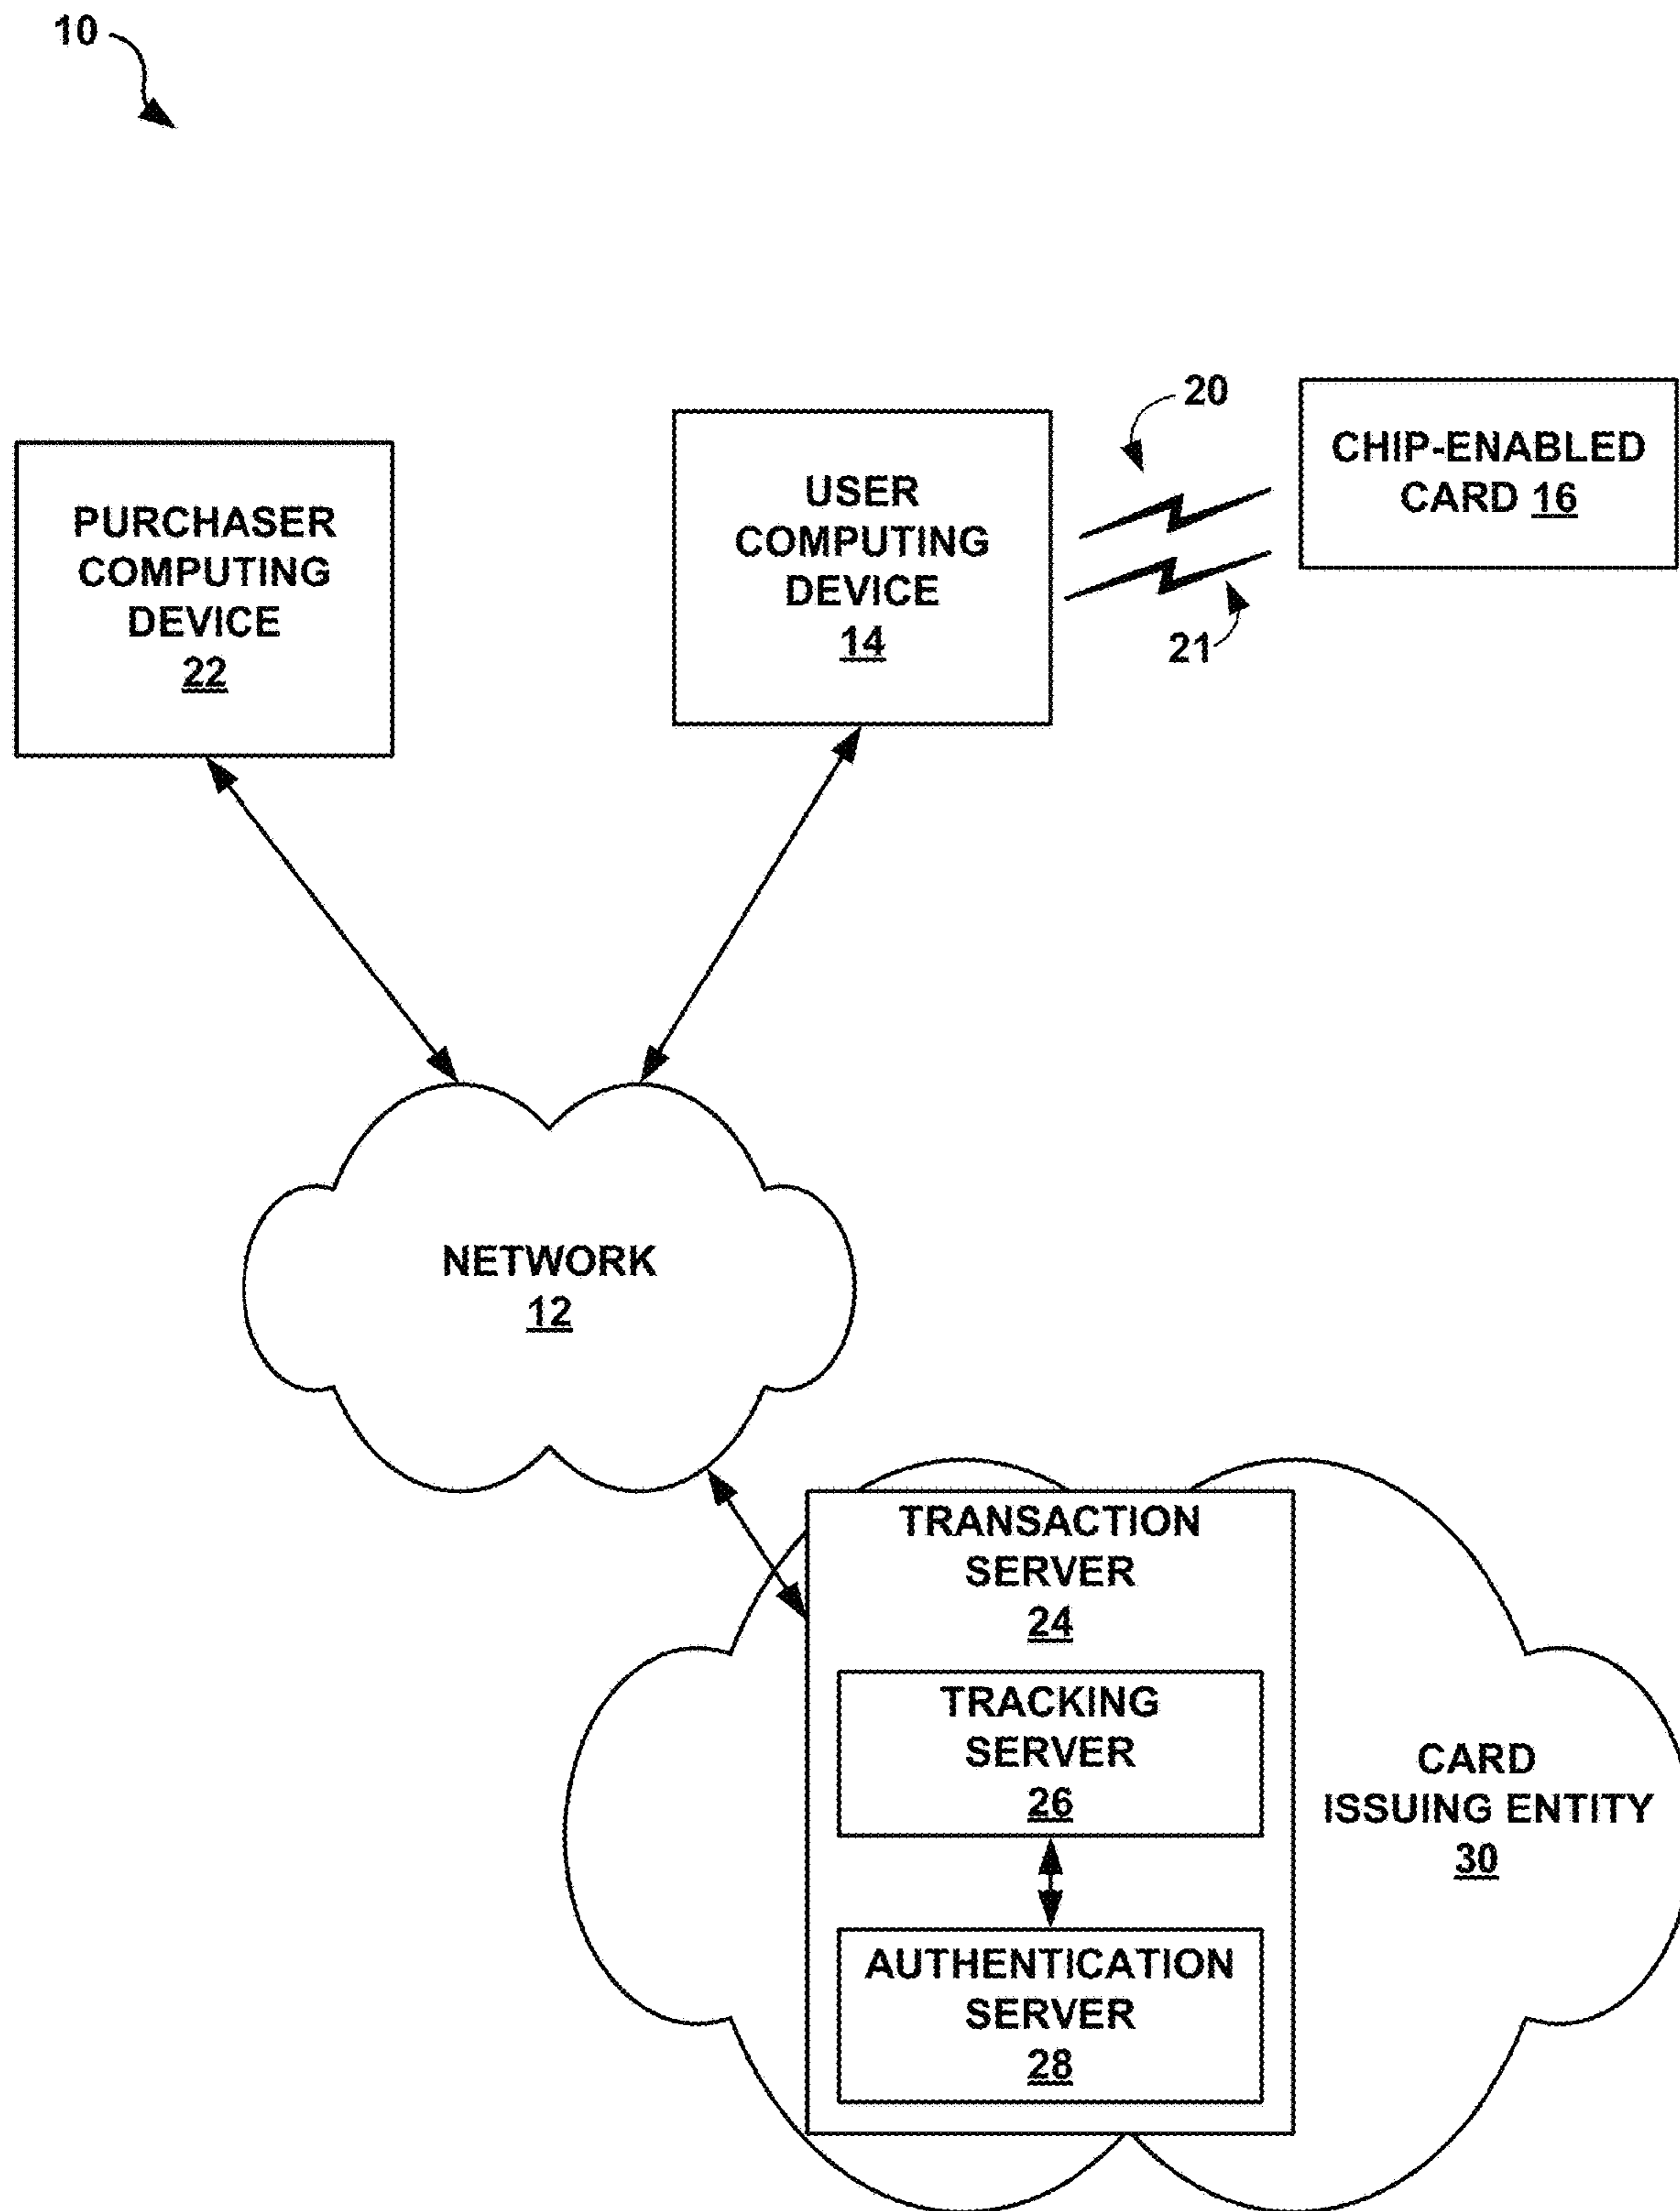 10
20
CHIP-ENABLED
CARD 16
USER
COMPUTING
DEVICE
14
21
PURCHASER
COMPUTING
DEVICE
22
NETWORK
12
TRANSACTION
SERVER
24
TRACKING
SERVER
26
CARD
ISSUING ENTITY
30
AUTHENTICATION
SERVER
28